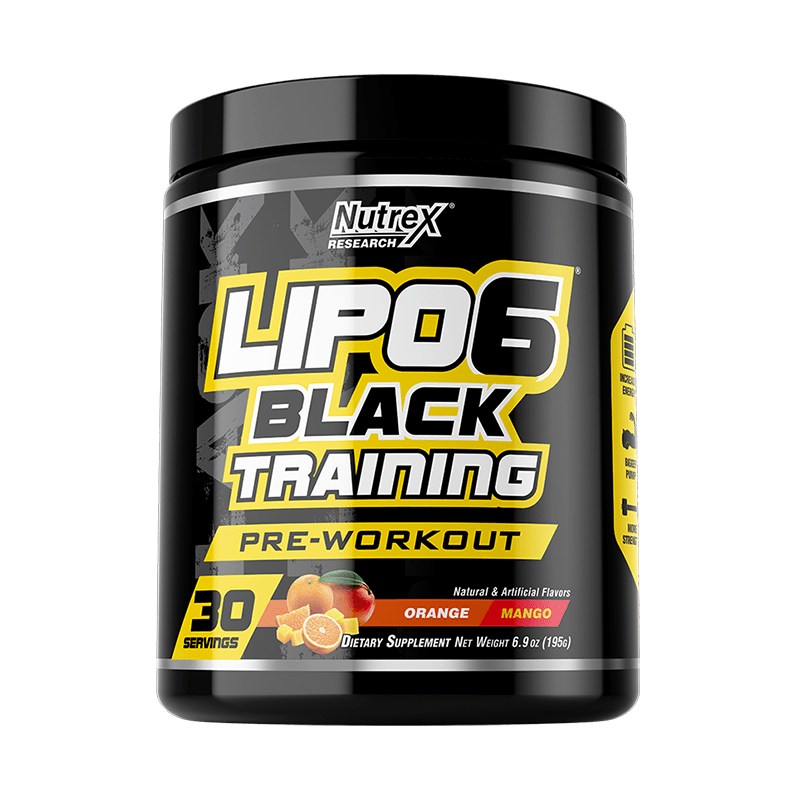 Nutrex®
RESEARCH
LIPO6®
BLACK
TRAINING
PRE-WORKOUT
30
SERVINGS
Natural & Artificial Flavors
ORANGE MANGO
DIETARY SUPPLEMENT NET WEIGHT 6.9 OZ (195G)
MORE